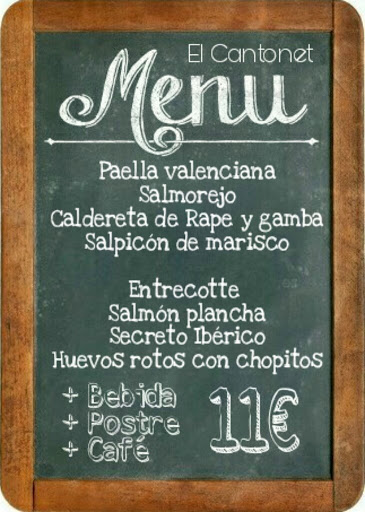 El Cantonet
Menu
Paella valenciana
Salmorejo
Caldereta de Rape y gamba
Salpicón de marisco
Entrecotte
Salmón plancha
Secreto Ibérico
Huevos rotos con chopitos
+ Bebida
+ Postre
+ Café
11€